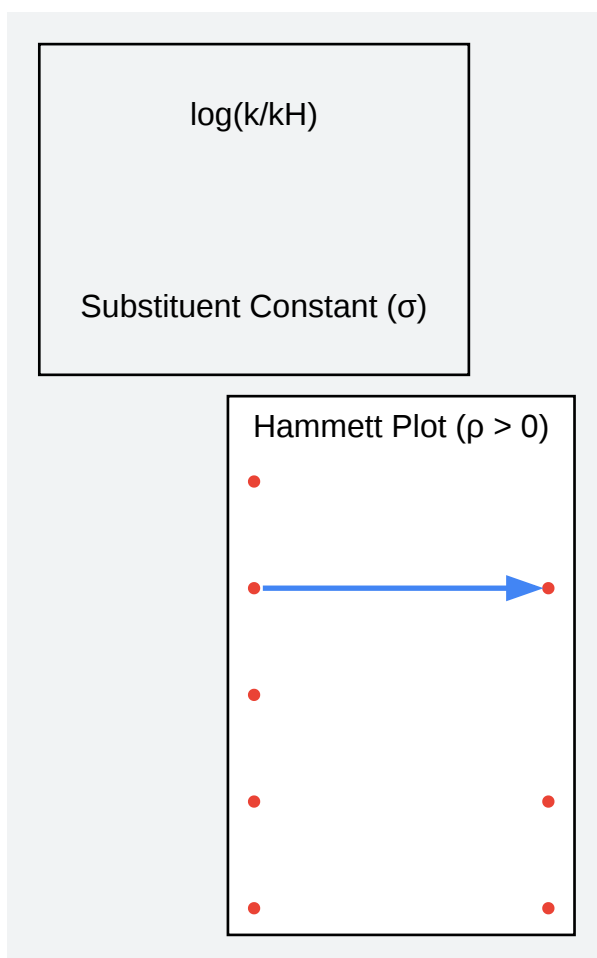 log(k/kH)
Substituent Constant (σ)
Hammett Plot (ρ > 0)